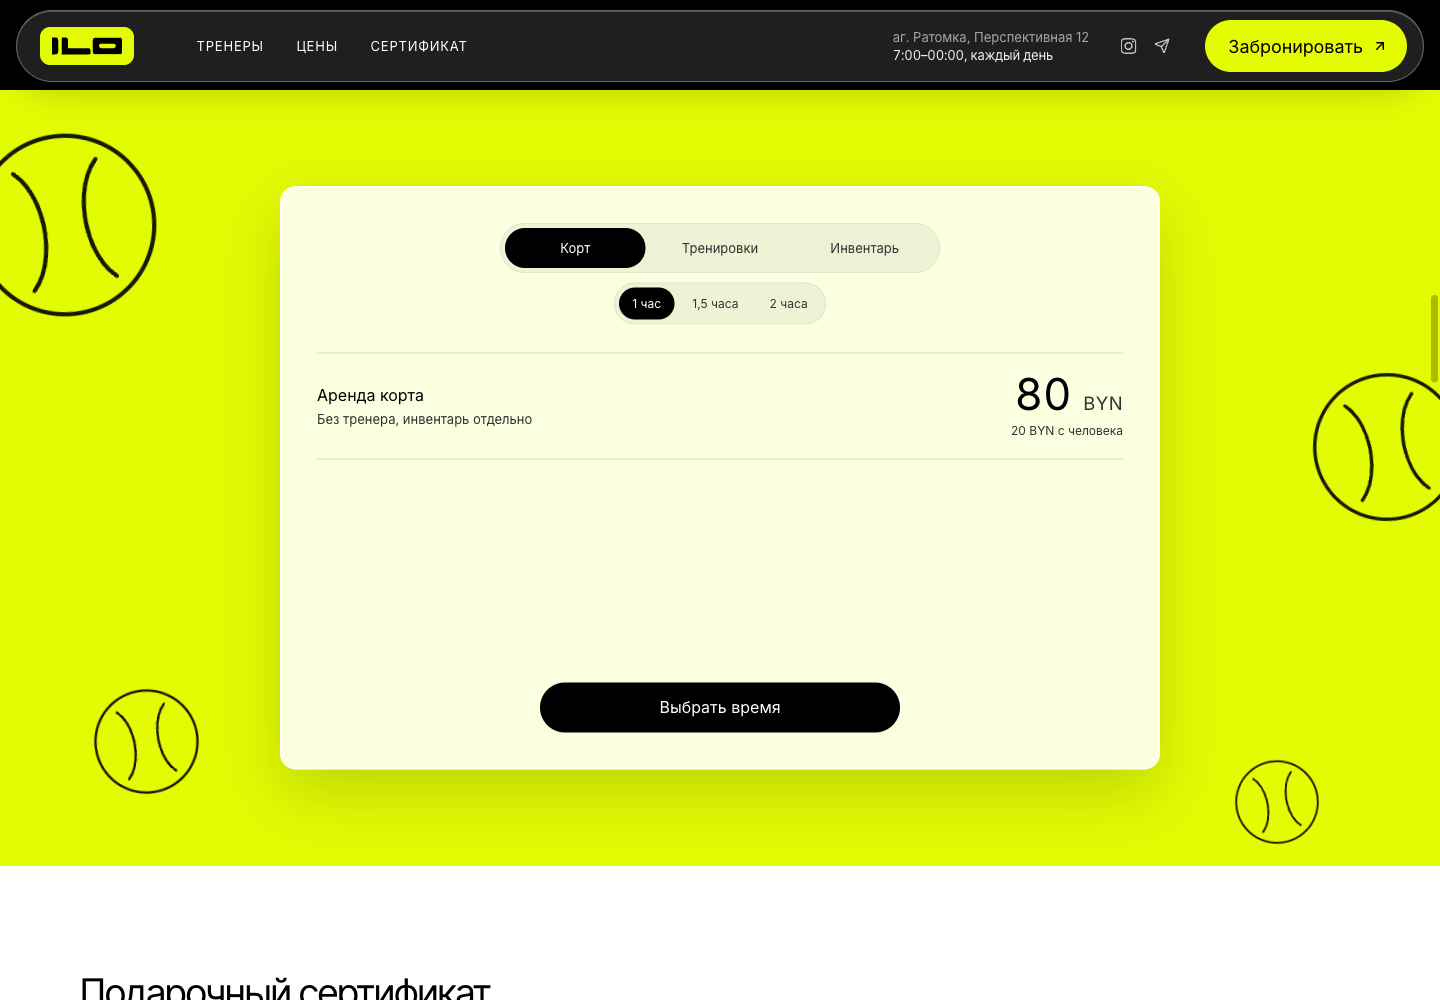 ILO
ТРЕНЕРЫ ЦЕНЫ СЕРТИФИКАТ
аг. Ратомка, Перспективная 12
7:00–00:00, каждый день
Забронировать
Корт Тренировки Инвентарь
1 час 1,5 часа 2 часа
Аренда корта
Без тренера, инвентарь отдельно
80 BYN
20 BYN с человека
Выбрать время
Подарочный сертификат